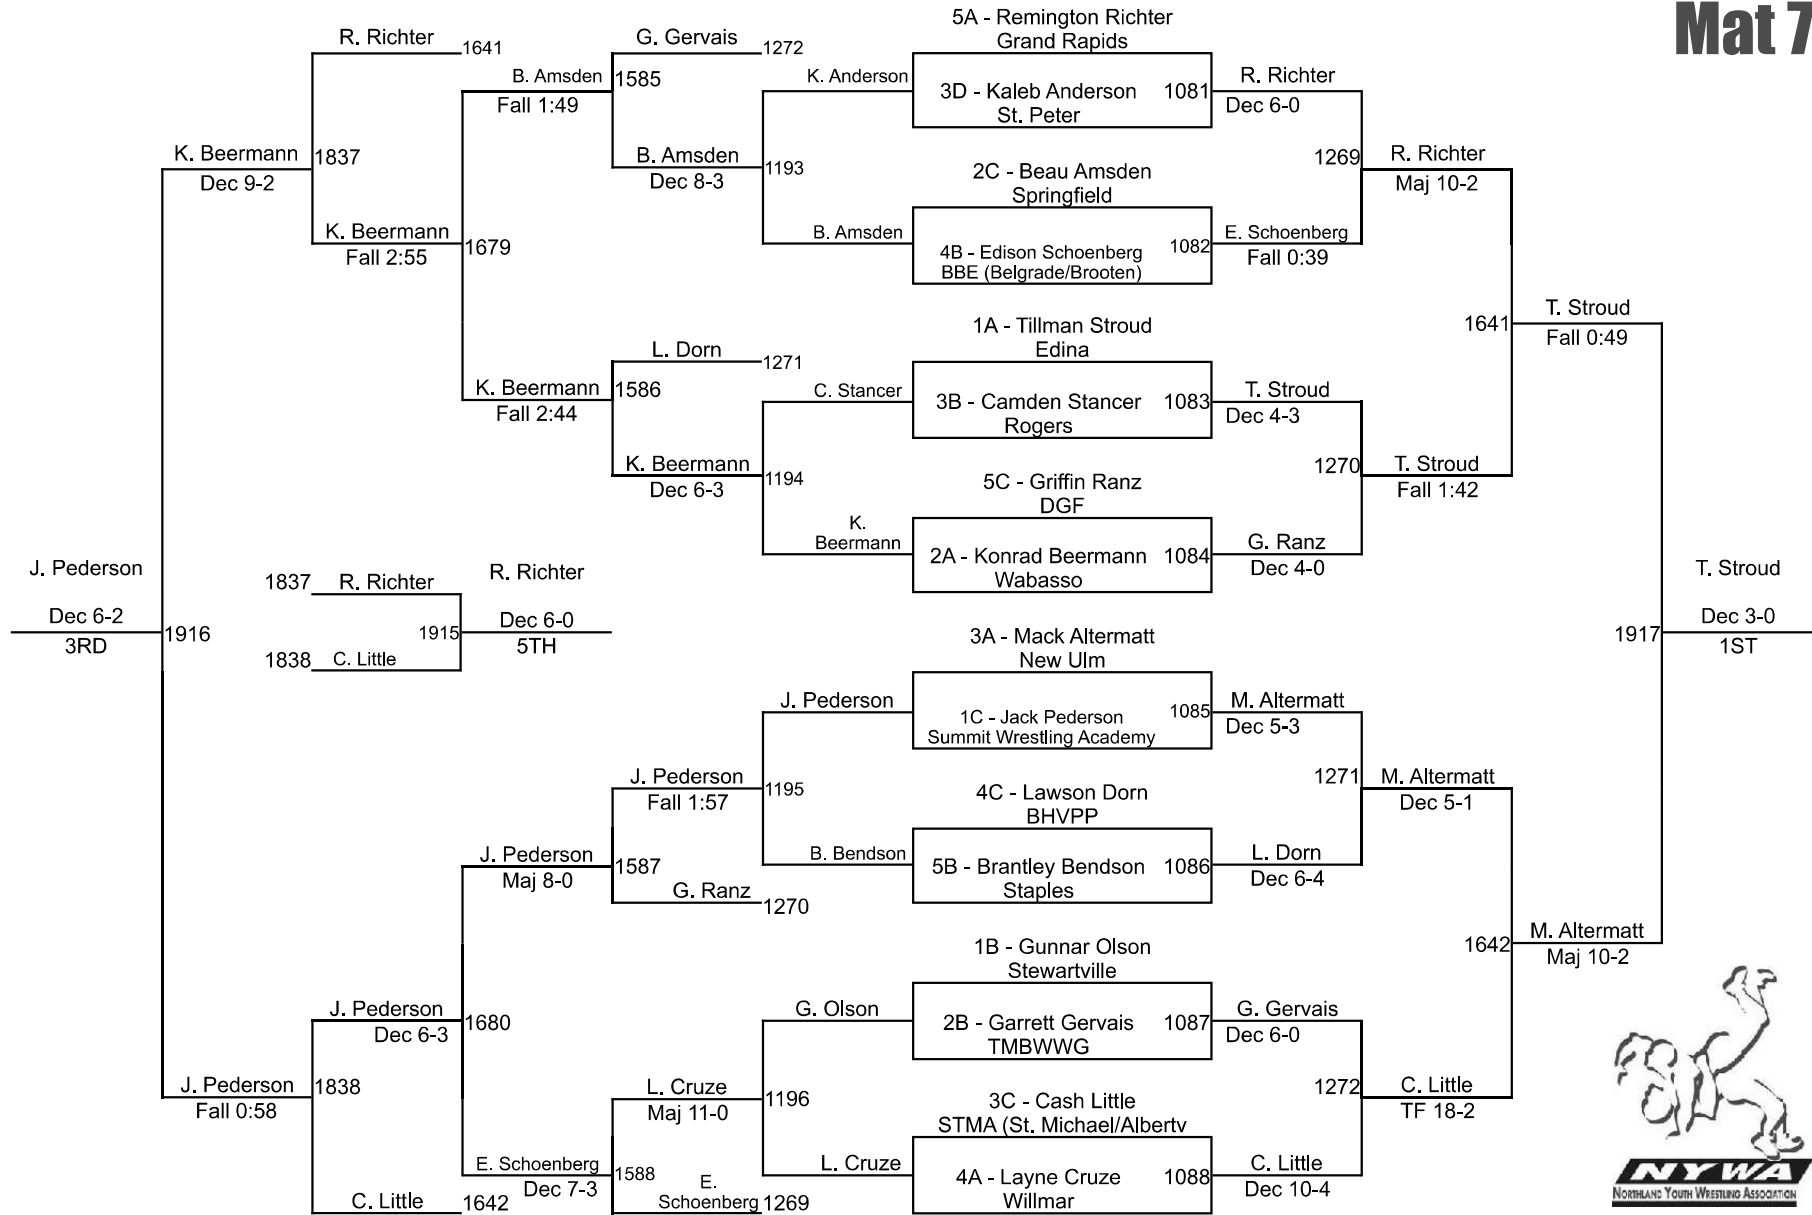 Mat 7
5A - Remington Richter
Grand Rapids
R. Richter 1641
G. Gervais 1272
B. Amsden 1585
Fall 1:49
K. Anderson
3D - Kaleb Anderson 1081
St. Peter
R. Richter
Dec 6-0
K. Beermann 1837
Dec 9-2
B. Amsden 1193
Dec 8-3
2C - Beau Amsden
Springfield
1269 R. Richter
Maj 10-2
K. Beermann 1679
Fall 2:55
B. Amsden
4B - Edison Schoenberg 1082
BBE (Belgrade/Brooten)
E. Schoenberg
Fall 0:39
1A - Tillman Stroud
Edina
1641 T. Stroud
Fall 0:49
L. Dorn 1271
K. Beermann 1586
Fall 2:44
C. Stancer
3B - Camden Stancer 1083
Rogers
T. Stroud
Dec 4-3
K. Beermann 1194
Dec 6-3
5C - Griffin Ranz
DGF
1270 T. Stroud
Fall 1:42
K.
Beermann
2A - Konrad Beermann 1084
Wabasso
G. Ranz
Dec 4-0
J. Pederson
Dec 6-2
3RD
1916
1837 R. Richter
1838 C. Little
1915
R. Richter
Dec 6-0
5TH
T. Stroud
1917 Dec 3-0
1ST
3A - Mack Altermatt
New Ulm
J. Pederson
1C - Jack Pederson 1085
Summit Wrestling Academy
M. Altermatt
Dec 5-3
J. Pederson 1195
Fall 1:57
4C - Lawson Dorn
BHVPP
1271 M. Altermatt
Dec 5-1
J. Pederson 1587
Maj 8-0
B. Bendson
5B - Brantley Bendson 1086
Staples
L. Dorn
Dec 6-4
G. Ranz 1270
1B - Gunnar Olson
Stewartville
1642 M. Altermatt
Maj 10-2
J. Pederson 1680
Dec 6-3
G. Olson
2B - Garrett Gervais 1087
TMBWWG
G. Gervais
Dec 6-0
J. Pederson 1838
Fall 0:58
L. Cruze 1196
Maj 11-0
3C - Cash Little
STMA (St. Michael/Albertv
1272 C. Little
TF 18-2
E. Schoenberg 1588
Dec 7-3
L. Cruze
4A - Layne Cruze 1088
Willmar
C. Little
Dec 10-4
C. Little 1642
E.
Schoenberg 1269
NYWA
NORTHLAND YOUTH WRESTLING ASSOCIATION